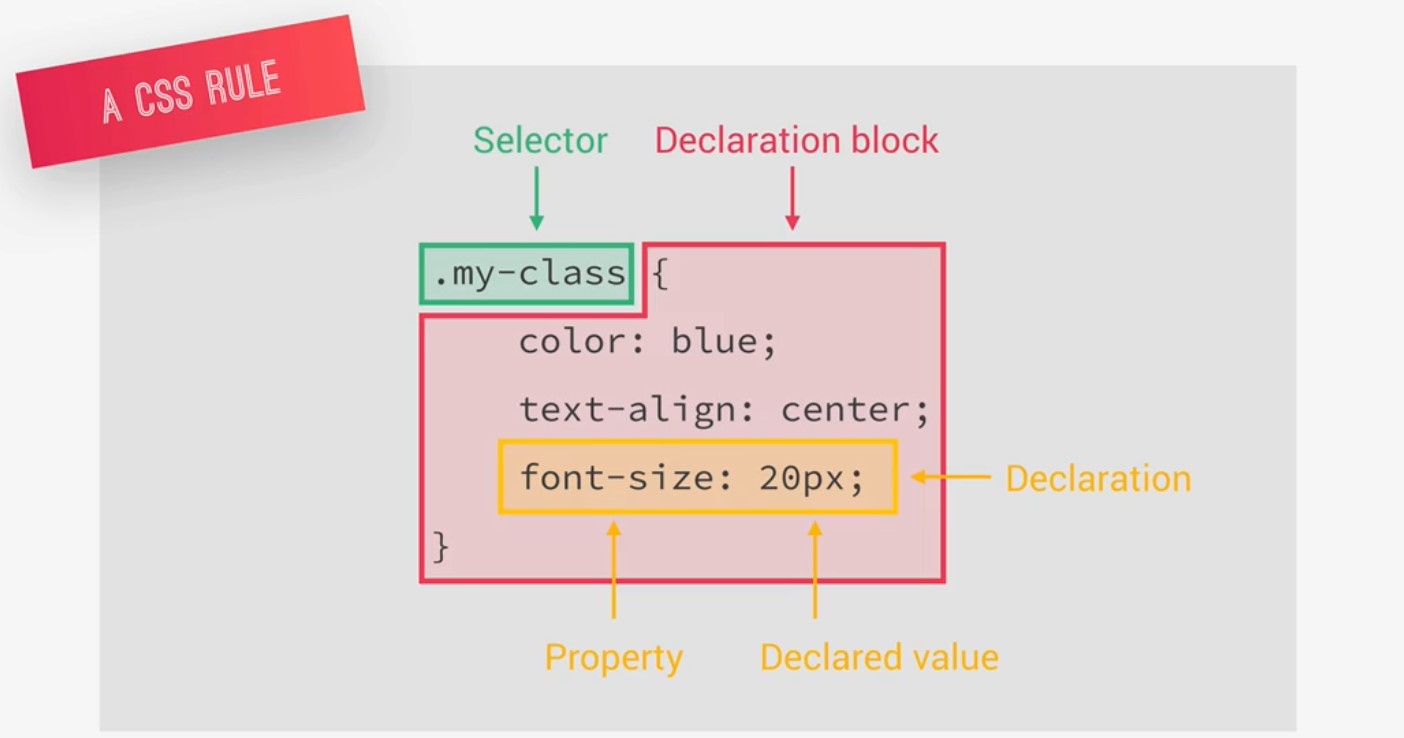 A CSS RULE
Selector
Declaration block
.my-class {
color: blue;
text-align: center;
font-size: 20px;
Declaration
}
Property
Declared value